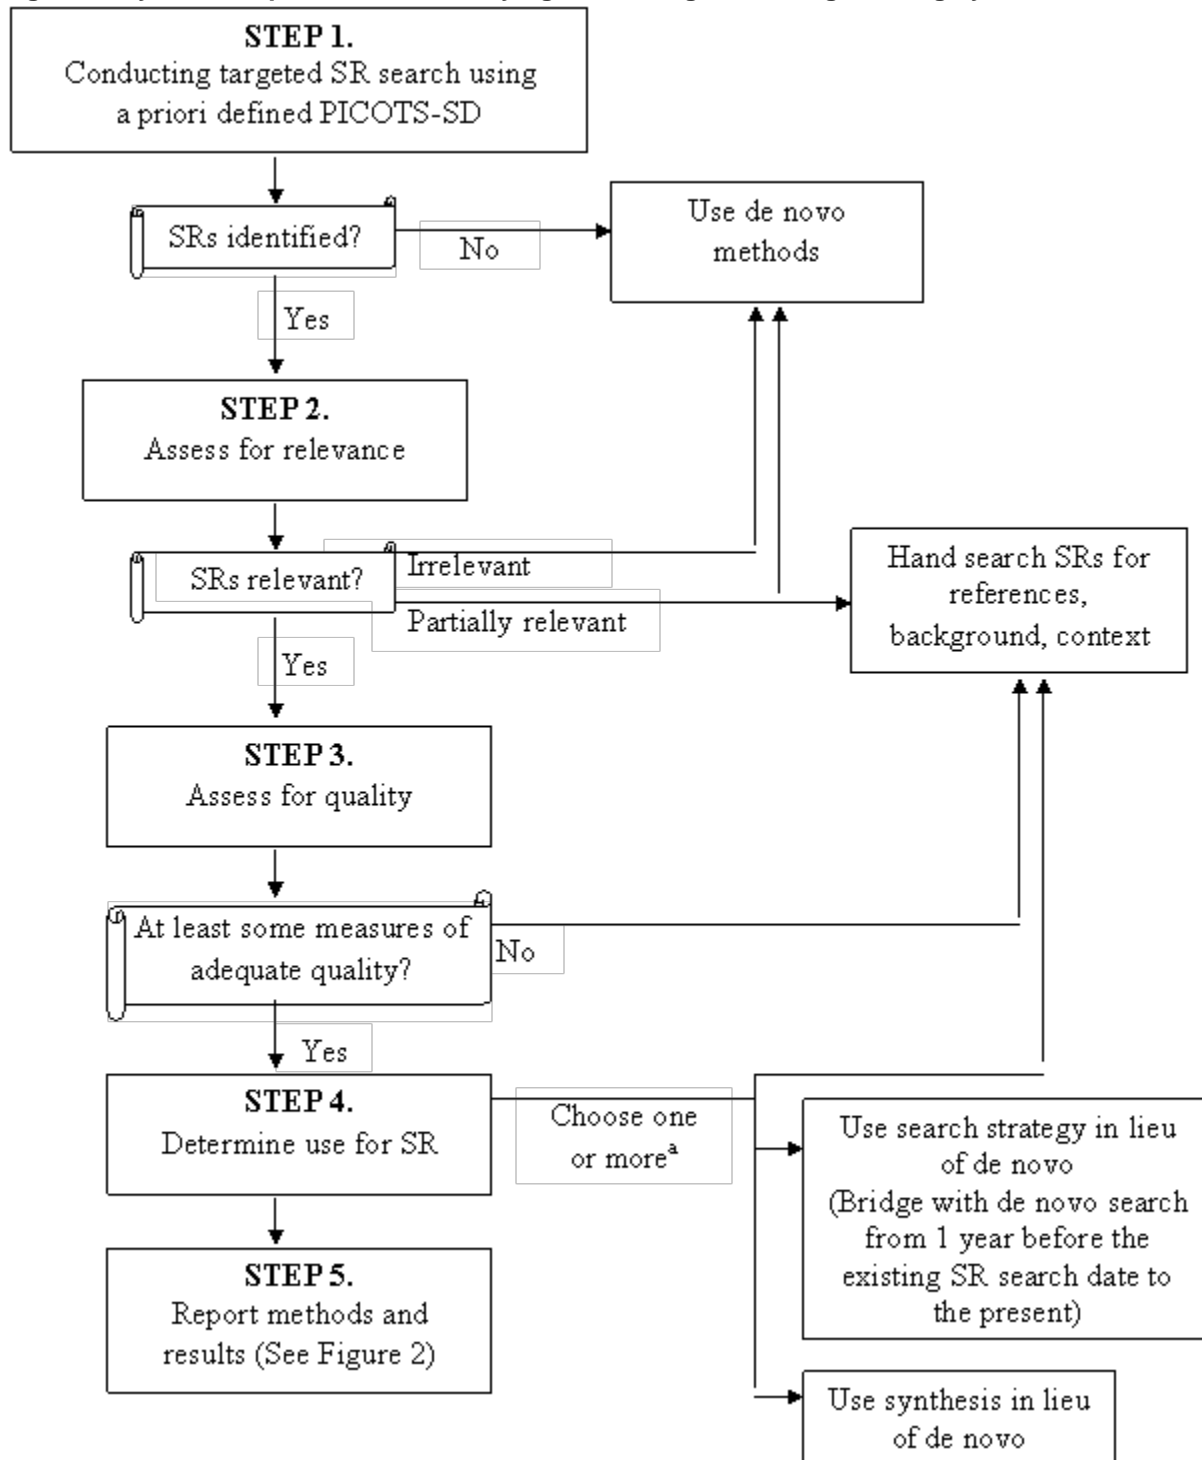 STEP 1.
Conducting targeted SR search using
a priori defined PICOTS-SD
SRs identified?
No
Use de novo
methods
Yes
STEP 2.
Assess for relevance
SRs relevant?
Irrelevant
Partially relevant
Hand search SRs for
references,
background, context
Yes
STEP 3.
Assess for quality
At least some measures of
adequate quality?
No
Yes
STEP 4.
Determine use for SR
Choose one
or moreᵃ
Use search strategy in lieu
of de novo
(Bridge with de novo search
from 1 year before the
existing SR search date to
the present)
STEP 5.
Report methods and
results (See Figure 2)
Use synthesis in lieu
of de novo